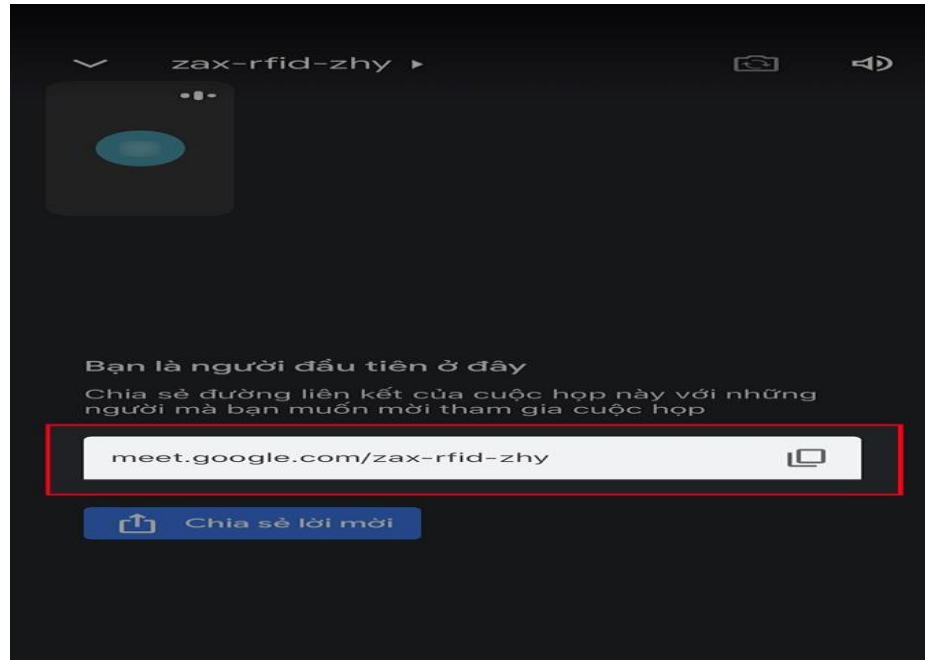 zax-rfid-zhy
Bạn là người đầu tiên ở đây
Chia sẻ đường liên kết của cuộc họp này với những
người mà bạn muốn mời tham gia cuộc họp
meet.google.com/zax-rfid-zhy
Chia sẻ lời mời